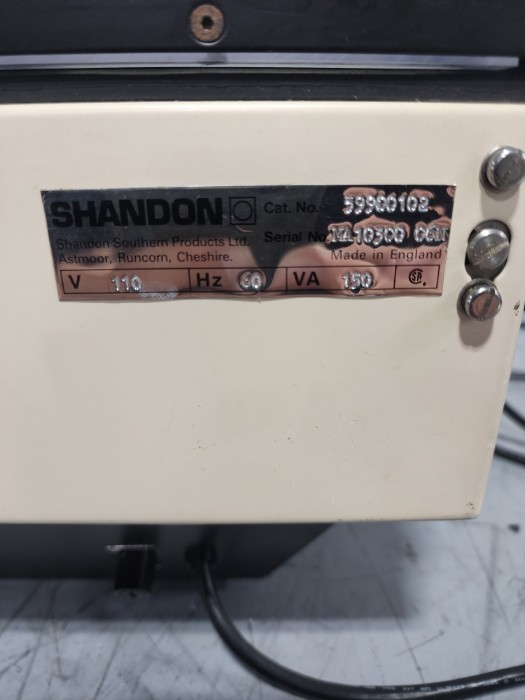 SHANDON Cat. No. 59900102
Shandon Southern Products Ltd. Serial No.
Astmoor, Runcorn, Cheshire. Made in England
V 110 Hz 60 VA 150